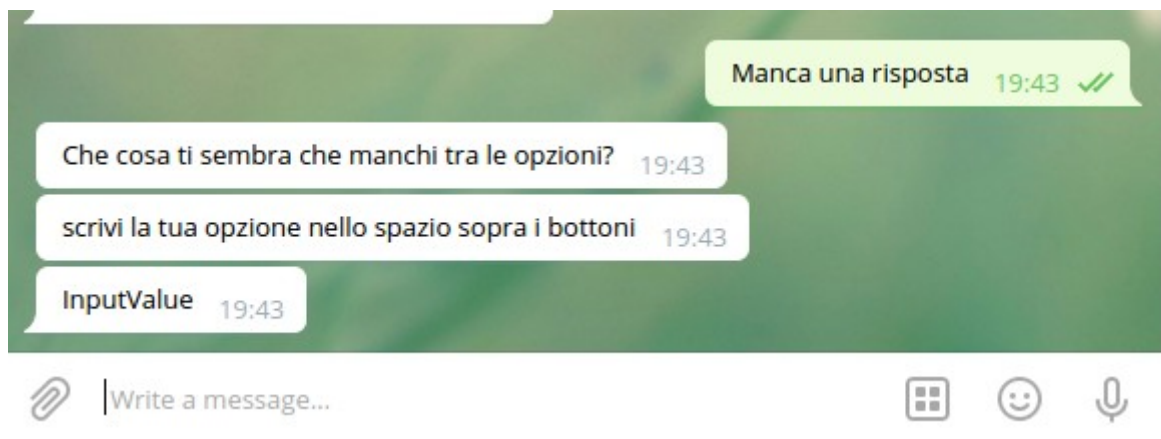 Manca una risposta 19:43
Che cosa ti sembra che manchi tra le opzioni? 19:43
scrivi la tua opzione nello spazio sopra i bottoni 19:43
InputValue 19:43
Write a message...